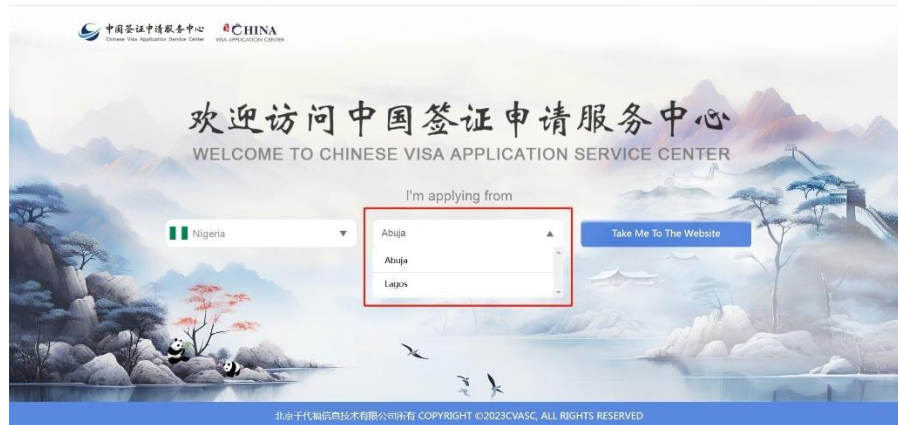 中国签证申请服务中心
Chinese Visa Application Service Center
CHINA
VISA APPLICATION CENTER
欢迎访问中国签证申请服务中心
WELCOME TO CHINESE VISA APPLICATION SERVICE CENTER
I'm applying from
Nigeria
Abuja
Take Me To The Website
Abuja
Lagos
北京千代福信息技术有限公司所有 COPYRIGHT ©2023CVASC, ALL RIGHTS RESERVED